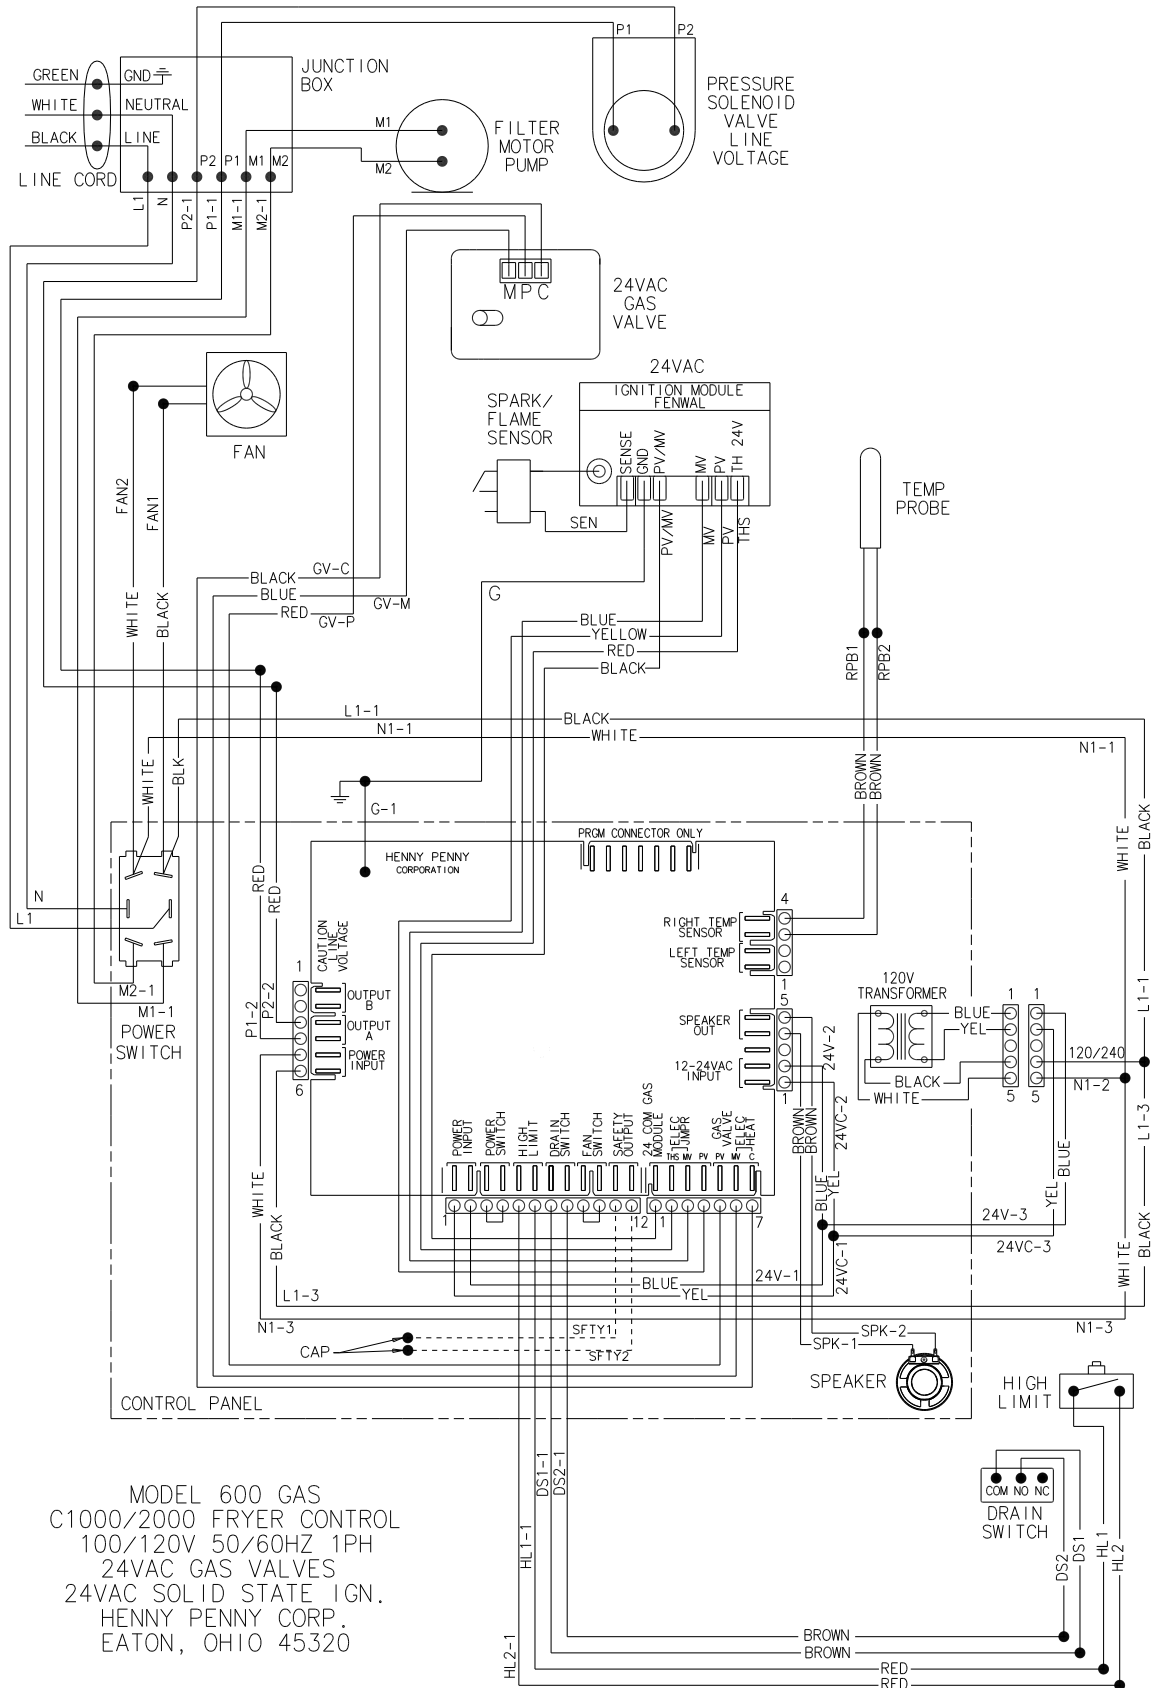 P1
P2
GREEN
GND
WHITE
NEUTRAL
BLACK
LINE
LINE CORD
JUNCTION
BOX
P2
P1
M1
M2
M1
M2
FILTER
MOTOR
PUMP
PRESSURE
SOLENOID
VALVE
LINE
VOLTAGE
L1
N
P2-1
P1-1
M1-1
M2-1
M P C
24VAC
GAS
VALVE
FAN
FAN2
FAN1
WHITE
BLACK
SPARK/
FLAME
SENSOR
24VAC
IGNITION MODULE
FENWAL
SENSE
GND
PV/MV
MV
PV
TH 24V
SEN
PV/MV
MV
PV
THS
TEMP
PROBE
BLACK
GV-C
BLUE
GV-M
RED
GV-P
G
BLUE
YELLOW
RED
BLACK
RPB1
RPB2
BROWN
BROWN
L1-1
BLACK
N1-1
WHITE
N1-1
WHITE
BLK
G-1
WHITE
BLACK
N
L1
M2-1
M1-1
POWER
SWITCH
RED
RED
P1-2
P2-2
HENNY PENNY
CORPORATION
PRGM CONNECTOR ONLY
CAUTION
LINE
VOLTAGE
1
OUTPUT
B
OUTPUT
A
POWER
INPUT
6
4
RIGHT TEMP
SENSOR
LEFT TEMP
SENSOR
1
5
SPEAKER
OUT
12-24VAC
INPUT
1
24V-2
24VC-2
BROWN
BROWN
BLUE
YEL
120V
TRANSFORMER
BLUE
YEL
BLACK
WHITE
1
5
1
5
120/240
N1-2
L1-1
L1-3
POWER
INPUT
POWER
SWITCH
HIGH
LIMIT
DRAIN
SWITCH
FAN
SWITCH
SAFETY
OUTPUT
24 COM GAS
MODULE
ELEC
JMPR
THS
MV
PV
GAS
VALVE
ELEC
HEAT
PV
MV
C
1
12
1
7
WHITE
BLACK
BLUE
YEL
24V-1
24VC-1
24V-3
24VC-3
YEL
BLUE
WHITE
BLACK
L1-3
N1-3
N1-3
CAP
SFTY1
SFTY2
SPK-2
SPK-1
SPEAKER
CONTROL PANEL
HIGH
LIMIT
COM NO NC
DRAIN
SWITCH
HL1-1
HL2-1
DS1-1
DS2-1
DS2
DS1
HL1
HL2
BROWN
BROWN
RED
RED
MODEL 600 GAS
C1000/2000 FRYER CONTROL
100/120V 50/60HZ 1PH
24VAC GAS VALVES
24VAC SOLID STATE IGN.
HENNY PENNY CORP.
EATON, OHIO 45320